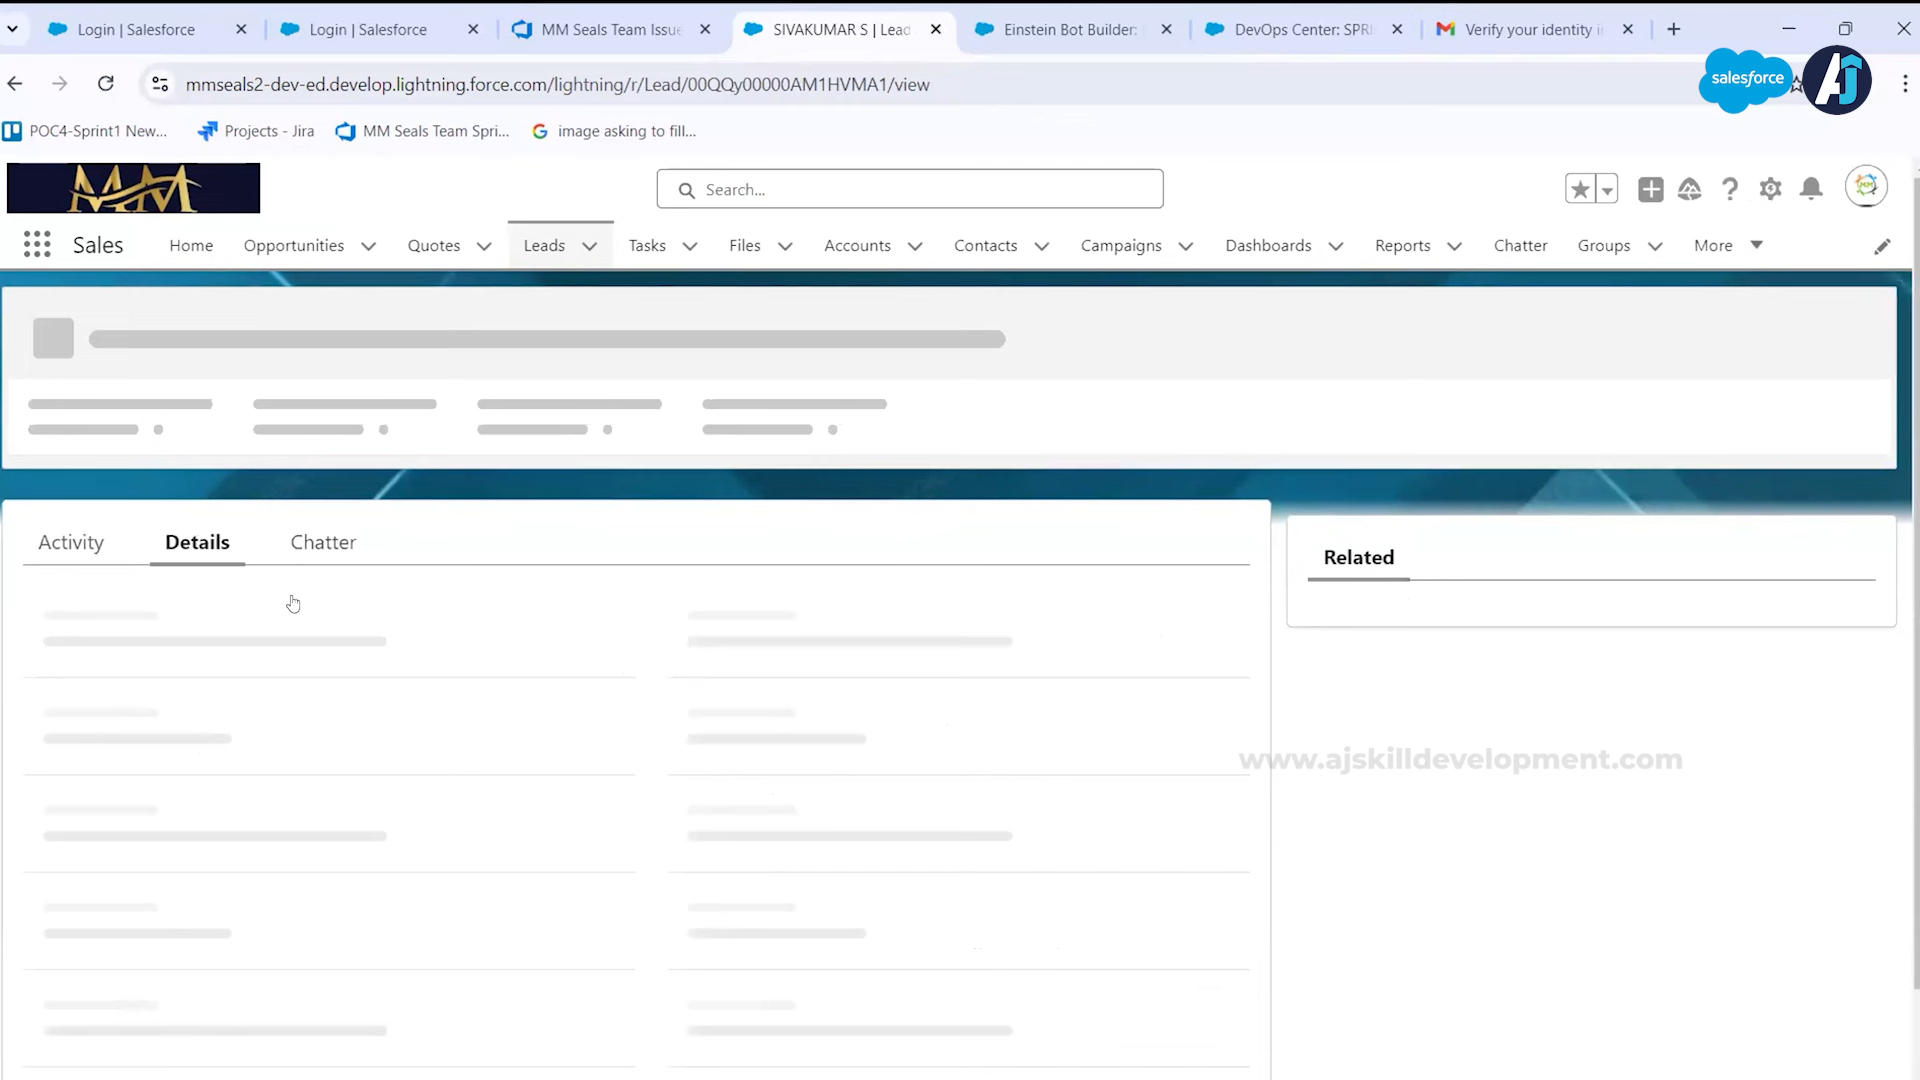 Login | Salesforce
Login | Salesforce
MM Seals Team Issue
SIVAKUMAR S | Lead
Einstein Bot Builder:
DevOps Center: SPRI
Verify your identity i
mmseals2-dev-ed.develop.lightning.force.com/lightning/r/Lead/00QQy00000AM1HVMA1/view
salesforce
AJ
POC4-Sprint1 New...
Projects - Jira
MM Seals Team Spri...
image asking to fill...
MM
Search...
Sales
Home
Opportunities
Quotes
Leads
Tasks
Files
Accounts
Contacts
Campaigns
Dashboards
Reports
Chatter
Groups
More
Activity
Details
Chatter
Related
www.ajskilldevelopment.com